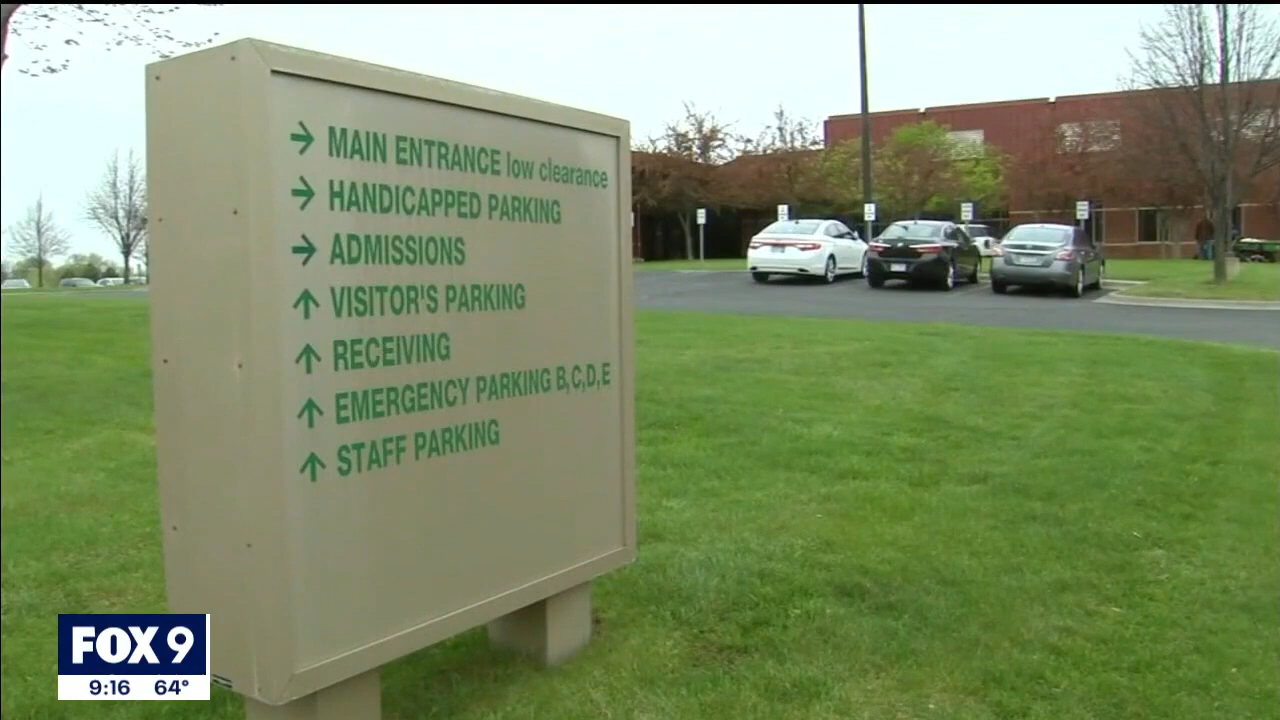 → MAIN ENTRANCE low clearance
→ HANDICAPPED PARKING
→ ADMISSIONS
↑ VISITOR'S PARKING
↑ RECEIVING
↑ EMERGENCY PARKING B,C,D,E
↑ STAFF PARKING
FOX 9
9:16 64°